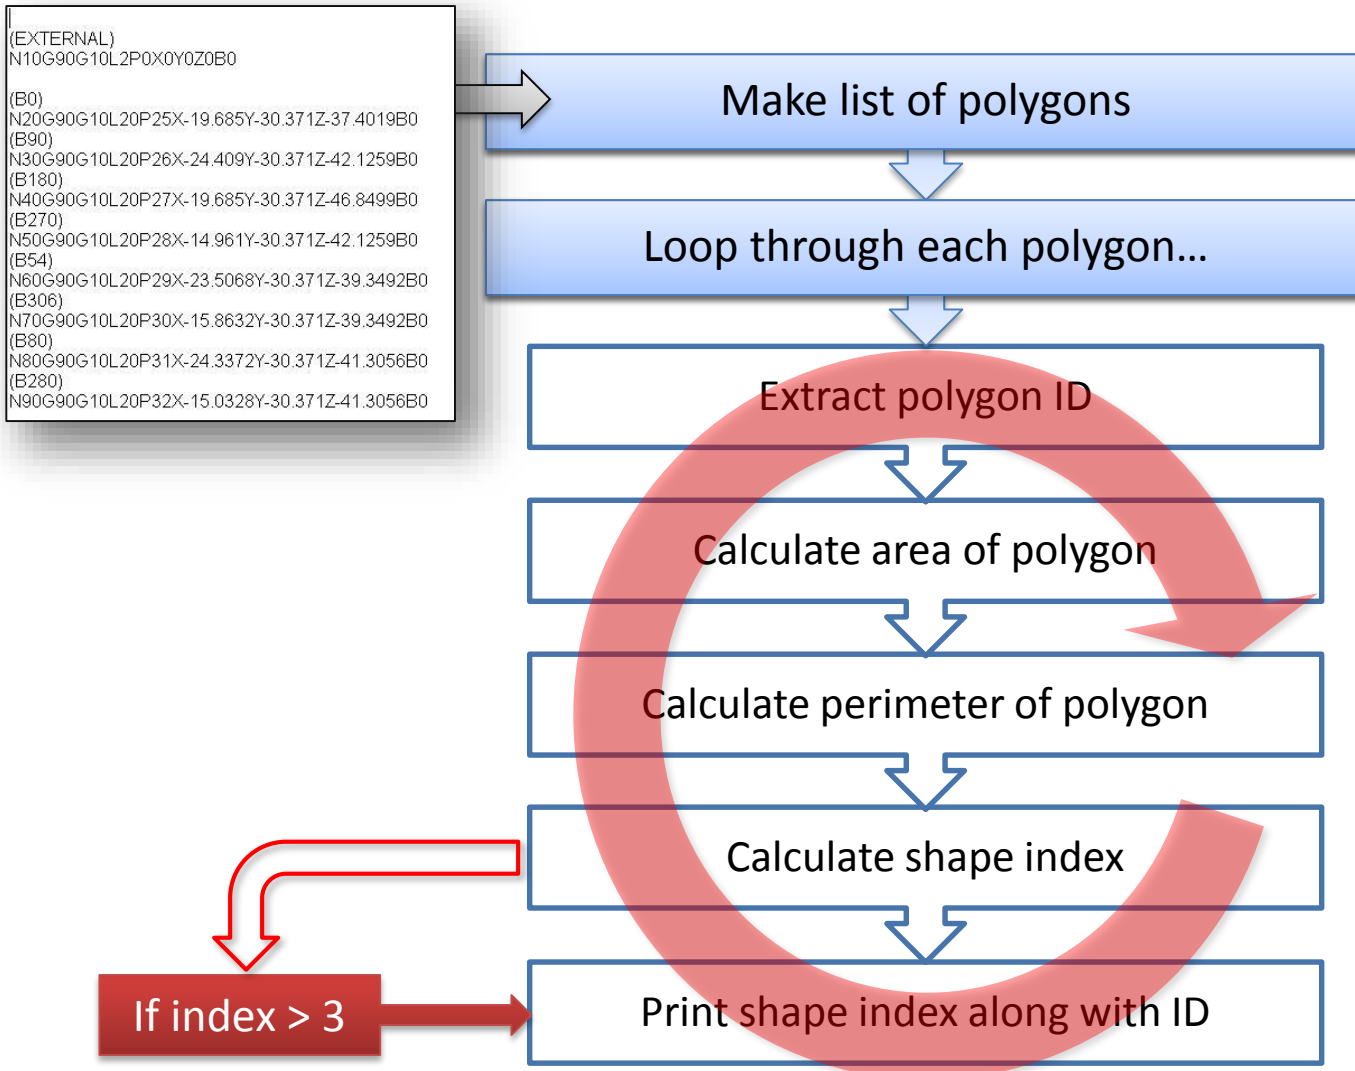 (EXTERNAL)
N10G90G10L2P0X0Y0Z0B0
(B0)
N20G90G10L20P25X-19.685Y-30.371Z-37.4019B0
(B90)
N30G90G10L20P26X-24.409Y-30.371Z-42.1259B0
(B180)
N40G90G10L20P27X-19.685Y-30.371Z-46.8499B0
(B270)
N50G90G10L20P28X-14.961Y-30.371Z-42.1259B0
(B54)
N60G90G10L20P29X-23.5068Y-30.371Z-39.3492B0
(B306)
N70G90G10L20P30X-15.8632Y-30.371Z-39.3492B0
(B80)
N80G90G10L20P31X-24.3372Y-30.371Z-41.3056B0
(B280)
N90G90G10L20P32X-15.0328Y-30.371Z-41.3056B0
Make list of polygons
Loop through each polygon...
Extract polygon ID
Calculate area of polygon
Calculate perimeter of polygon
Calculate shape index
If index > 3
Print shape index along with ID